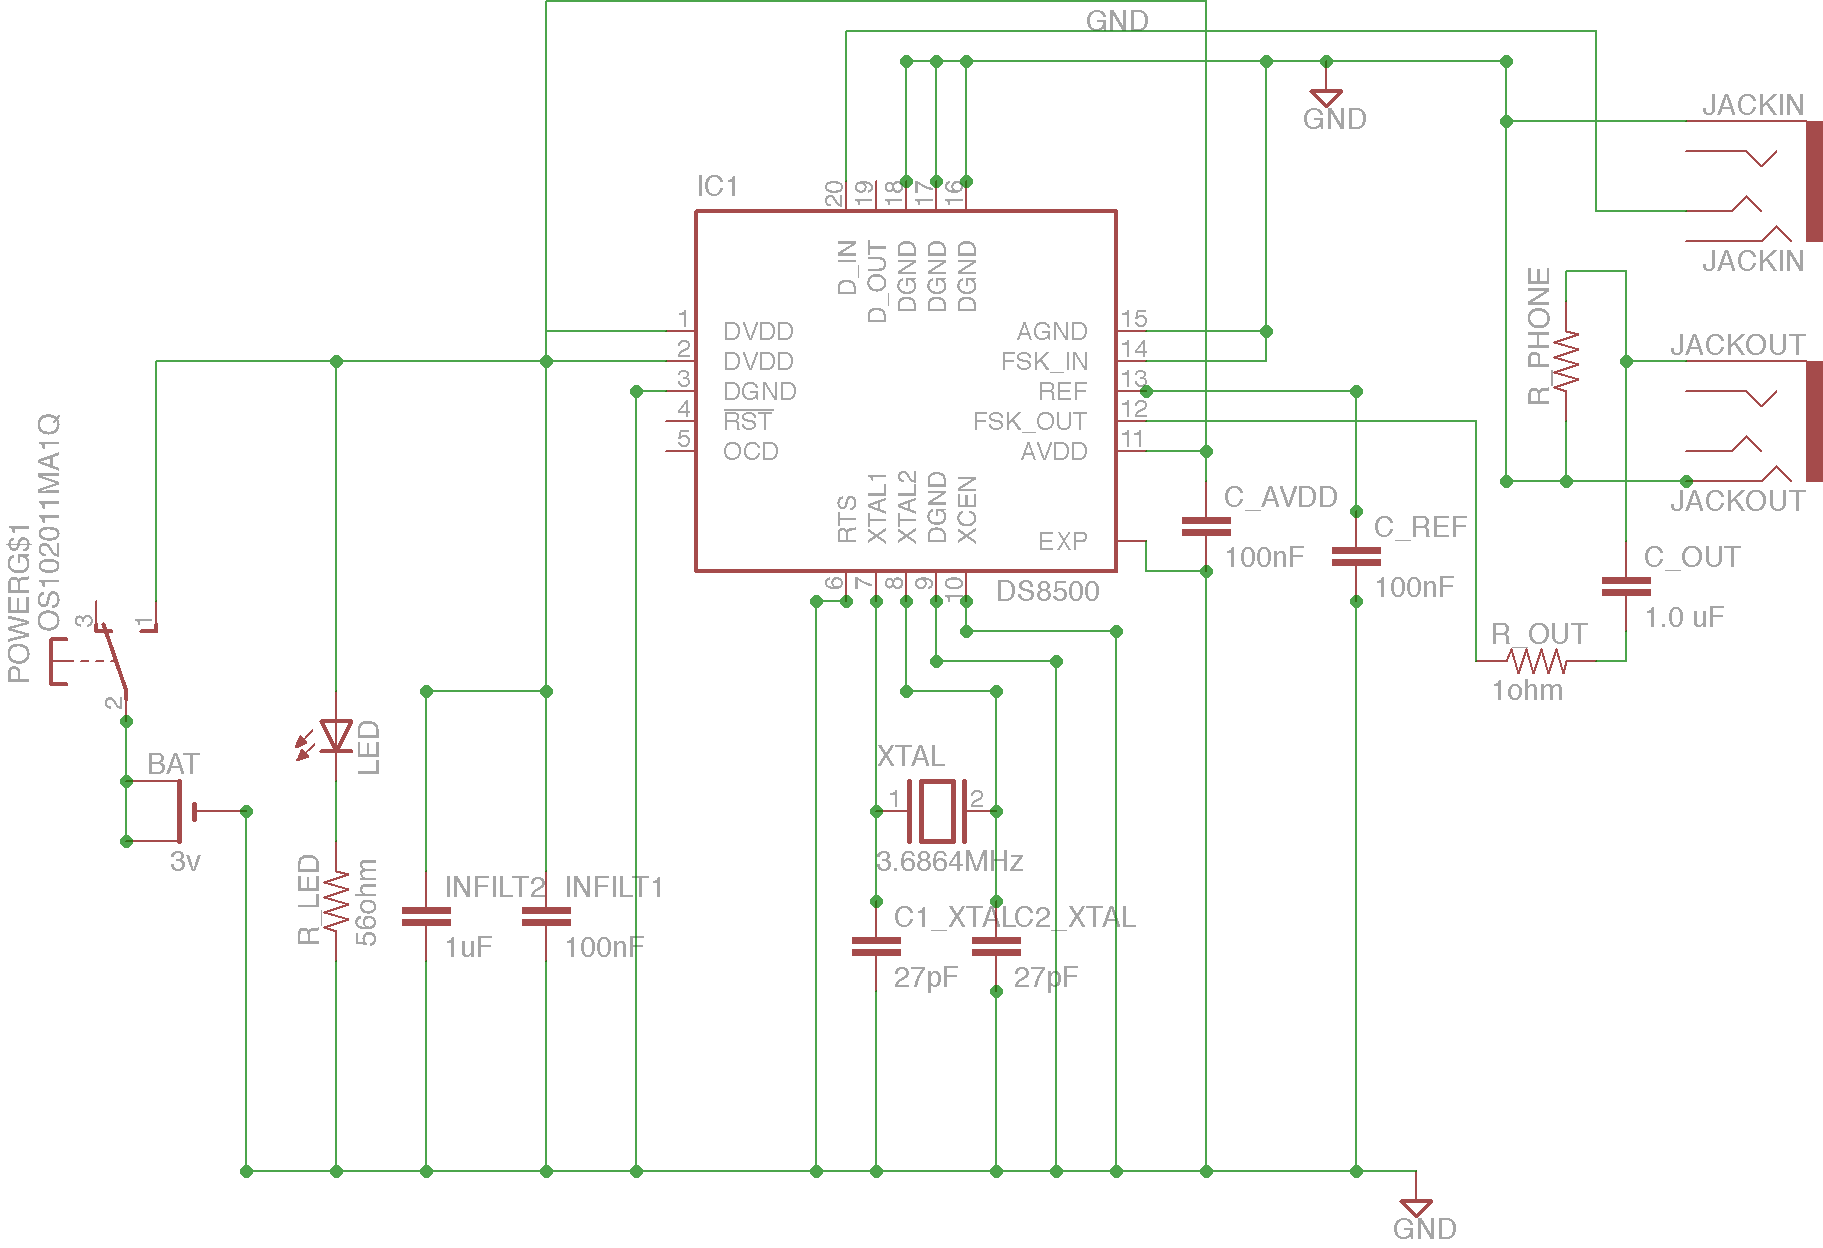 GND
GND
JACKIN
JACKIN
IC1
20
19
18
17
16
D_IN
D_OUT
DGND
DGND
DGND
1 DVDD
2 DVDD
3 DGND
4 RST
5 OCD
AGND 15
FSK_IN 14
REF 13
FSK_OUT 12
AVDD 11
EXP
RTS
XTAL1
XTAL2
DGND
XCEN
6
7
8
9
10
DS8500
R_PHONE
JACKOUT
JACKOUT
C_AVDD
100nF
C_REF
100nF
C_OUT
1.0 uF
R_OUT
1ohm
POWERG$1
OS102011MA1Q
3
1
2
BAT
3v
LED
R_LED
56ohm
INFILT2
1uF
INFILT1
100nF
XTAL
1
2
3.6864MHz
C1_XTAL
27pF
C2_XTAL
27pF
GND